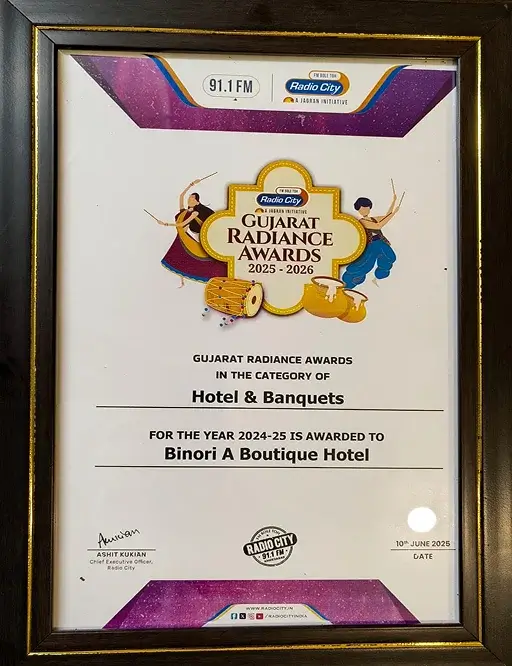 91.1 FM
FM BOLE TOH
Radio City
A JAGRAN INITIATIVE
FM BOLE TOH
Radio City
A JAGRAN INITIATIVE
GUJARAT
RADIANCE
AWARDS
2025 - 2026
GUJARAT RADIANCE AWARDS
IN THE CATEGORY OF
Hotel & Banquets
FOR THE YEAR 2024-25 IS AWARDED TO
Binori A Boutique Hotel
ASHIT KUKIAN
Chief Executive Officer,
Radio City
RADIO CITY
91.1 FM
10th JUNE 2025
DATE
WWW.RADIOCITY.IN
/RADIOCITYINDIA